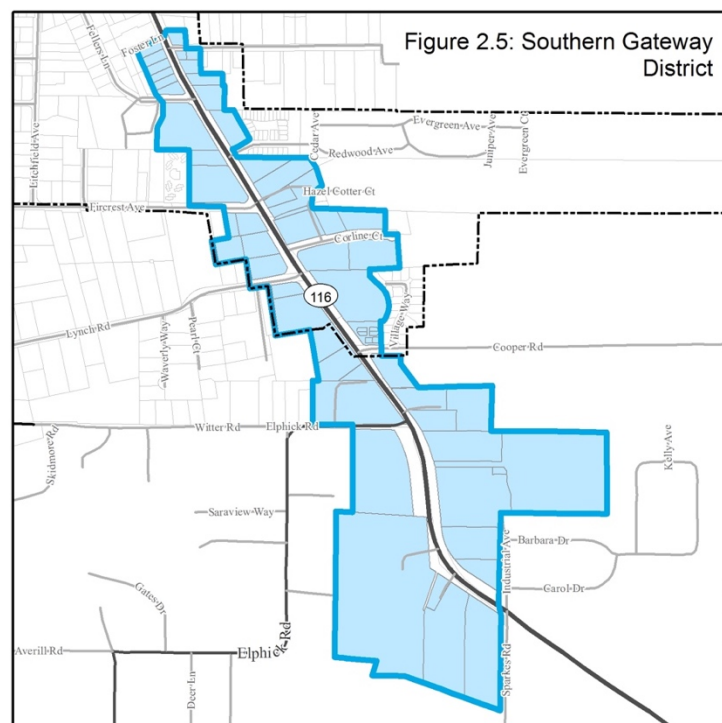 Figure 2.5: Southern Gateway
District
Foster Ln
Fellers Ln
Litchfield Ave
Cedar Ave
Evergreen Ave
Redwood Ave
Juniper Ave
Evergreen Ct
Hazel Cotter Ct
Fircrest Ave
Corline Ct
116
Village Way
Lynch Rd
Waverly Way
Pearl Ct
Cooper Rd
Witter Rd
Elphick Rd
Skidmore Rd
Kelly Ave
Saraview Way
Industrial Ave
Barbara Dr
Carol Dr
Gates Dr
Averill Rd
Elphick Rd
Deer Ln
Sparkes Rd